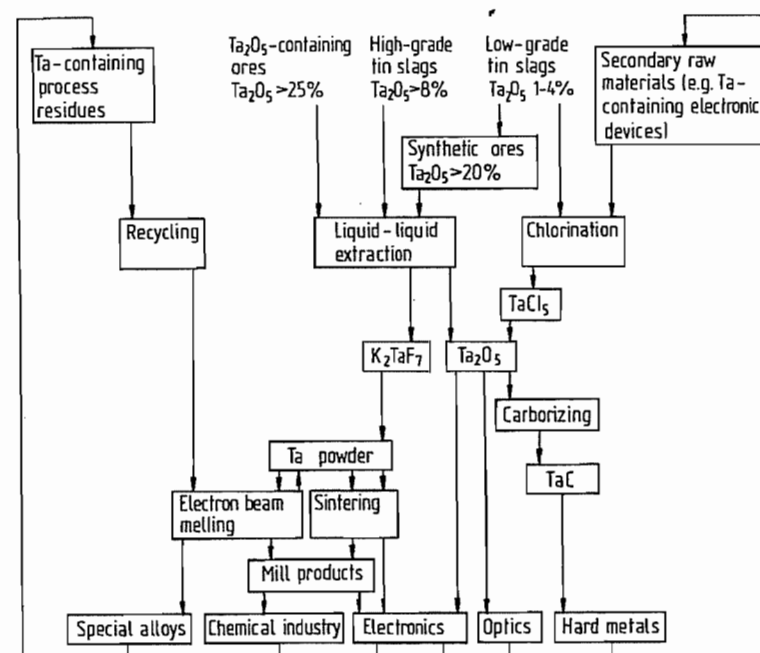 Ta-containing
process
residues
Ta₂O₅-containing
ores
Ta₂O₅>25%
High-grade
tin slags
Ta₂O₅>8%
Low-grade
tin slags
Ta₂O₅ 1-4%
Secondary raw
materials (e.g. Ta-
containing electronic
devices)
Synthetic ores
Ta₂O₅>20%
Recycling
Liquid-liquid
extraction
Chlorination
TaCl₅
K₂TaF₇
Ta₂O₅
Carborizing
Ta powder
TaC
Electron beam
melling
Sintering
Mill products
Special alloys
Chemical industry
Electronics
Optics
Hard metals